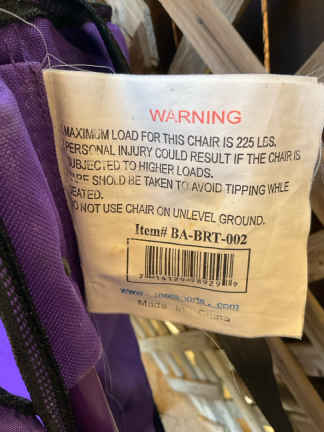 WARNING
MAXIMUM LOAD FOR THIS CHAIR IS 225 LBS.
PERSONAL INJURY COULD RESULT IF THE CHAIR IS
SUBJECTED TO HIGHER LOADS.
CARE SHOLD BE TAKEN TO AVOID TIPPING WHILE
SEATED.
DO NOT USE CHAIR ON UNLEVEL GROUND.
Item# BA-BRT-002
Made in China